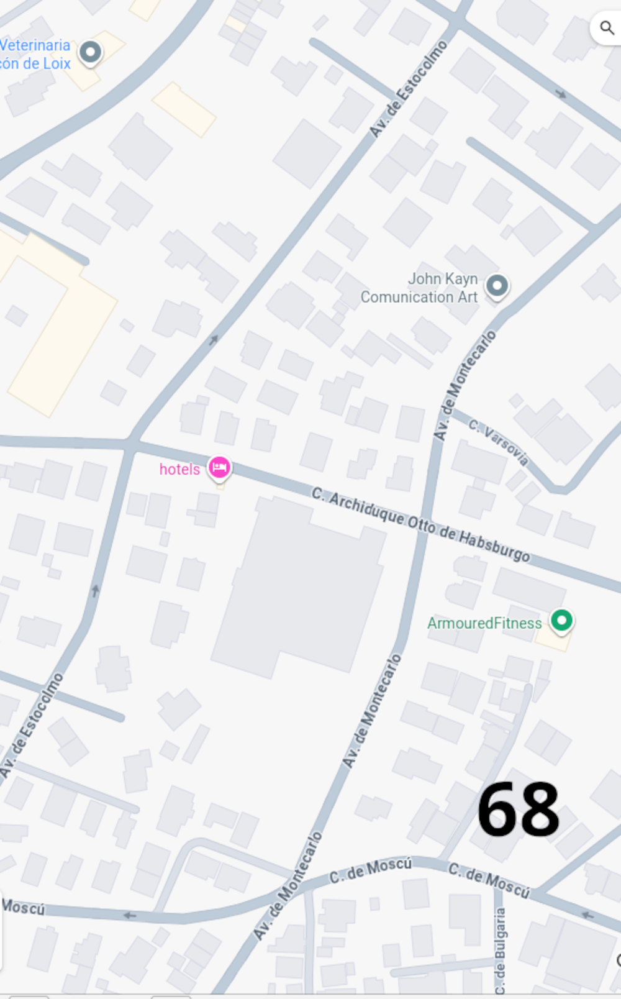 Veterinaria
cón de Loix
Av. de Estocolmo
John Kayn
Comunication Art
Av. de Montecarlo
C. Varsovia
hotels
C. Archiduque Otto de Habsburgo
ArmouredFitness
Av. de Estocolmo
Av. de Montecarlo
68
Av. de Montecarlo
C. de Moscú
C. de Moscú
Moscú
C. de Bulgaria